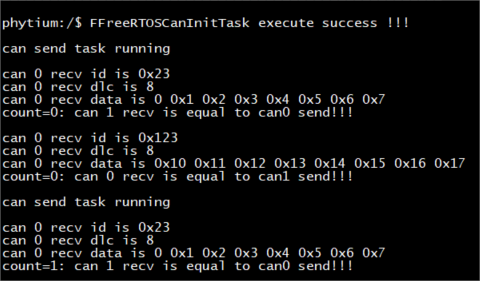 phytium:/$ FFreeRTOSCanInitTask execute success !!!
can send task running
can 0 recv id is 0x23
can 0 recv dlc is 8
can 0 recv data is 0 0x1 0x2 0x3 0x4 0x5 0x6 0x7
count=0: can 1 recv is equal to can0 send!!!
can 0 recv id is 0x123
can 0 recv dlc is 8
can 0 recv data is 0x10 0x11 0x12 0x13 0x14 0x15 0x16 0x17
count=0: can 0 recv is equal to can1 send!!!
can send task running
can 0 recv id is 0x23
can 0 recv dlc is 8
can 0 recv data is 0 0x1 0x2 0x3 0x4 0x5 0x6 0x7
count=1: can 1 recv is equal to can0 send!!!